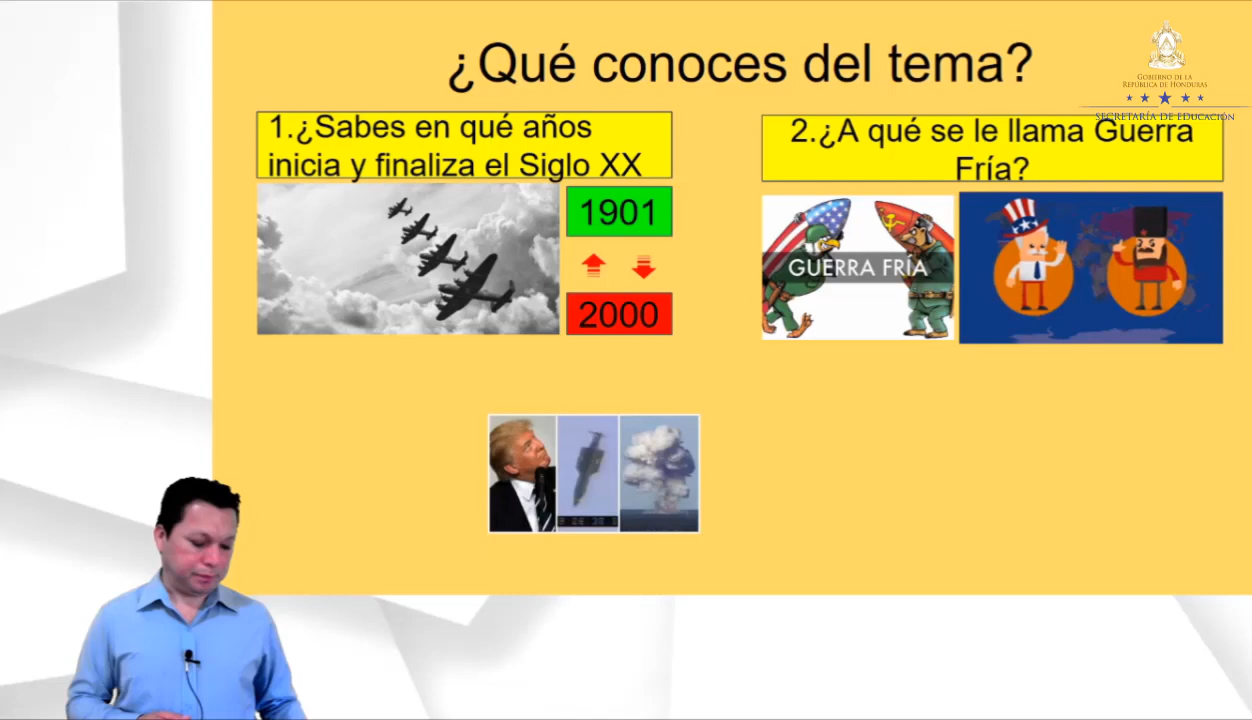 ¿Qué conoces del tema?
GOBIERNO DE LA
REPÚBLICA DE HONDURAS
SECRETARÍA DE EDUCACIÓN
1.¿Sabes en qué años
inicia y finaliza el Siglo XX
1901
2000
2.¿A qué se le llama Guerra
Fría?
GUERRA FRÍA